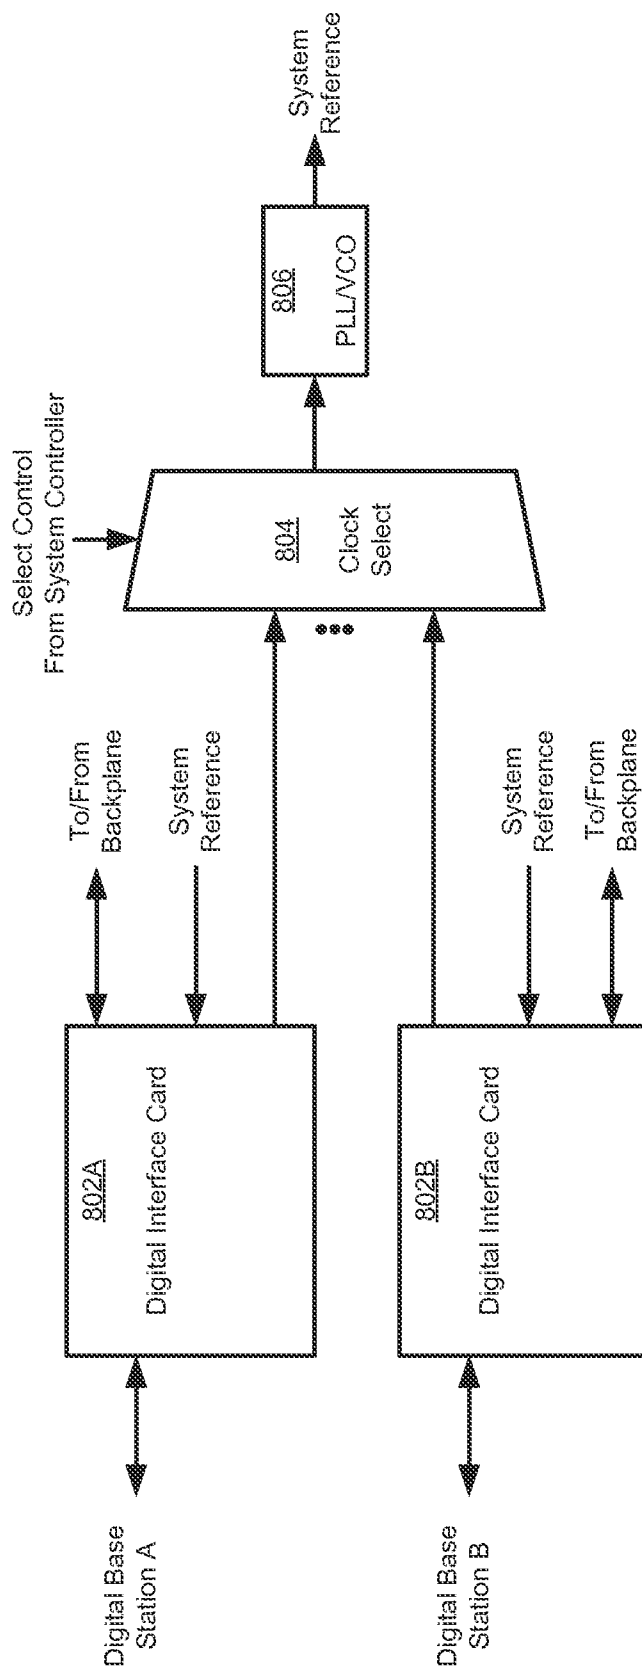 Digital Base
Station A
802A
Digital Interface Card
To/From
Backplane
System
Reference
Digital Base
Station B
802B
Digital Interface Card
System
Reference
To/From
Backplane
Select Control
From System Controller
804
Clock
Select
806
PLL/VCO
System
Reference